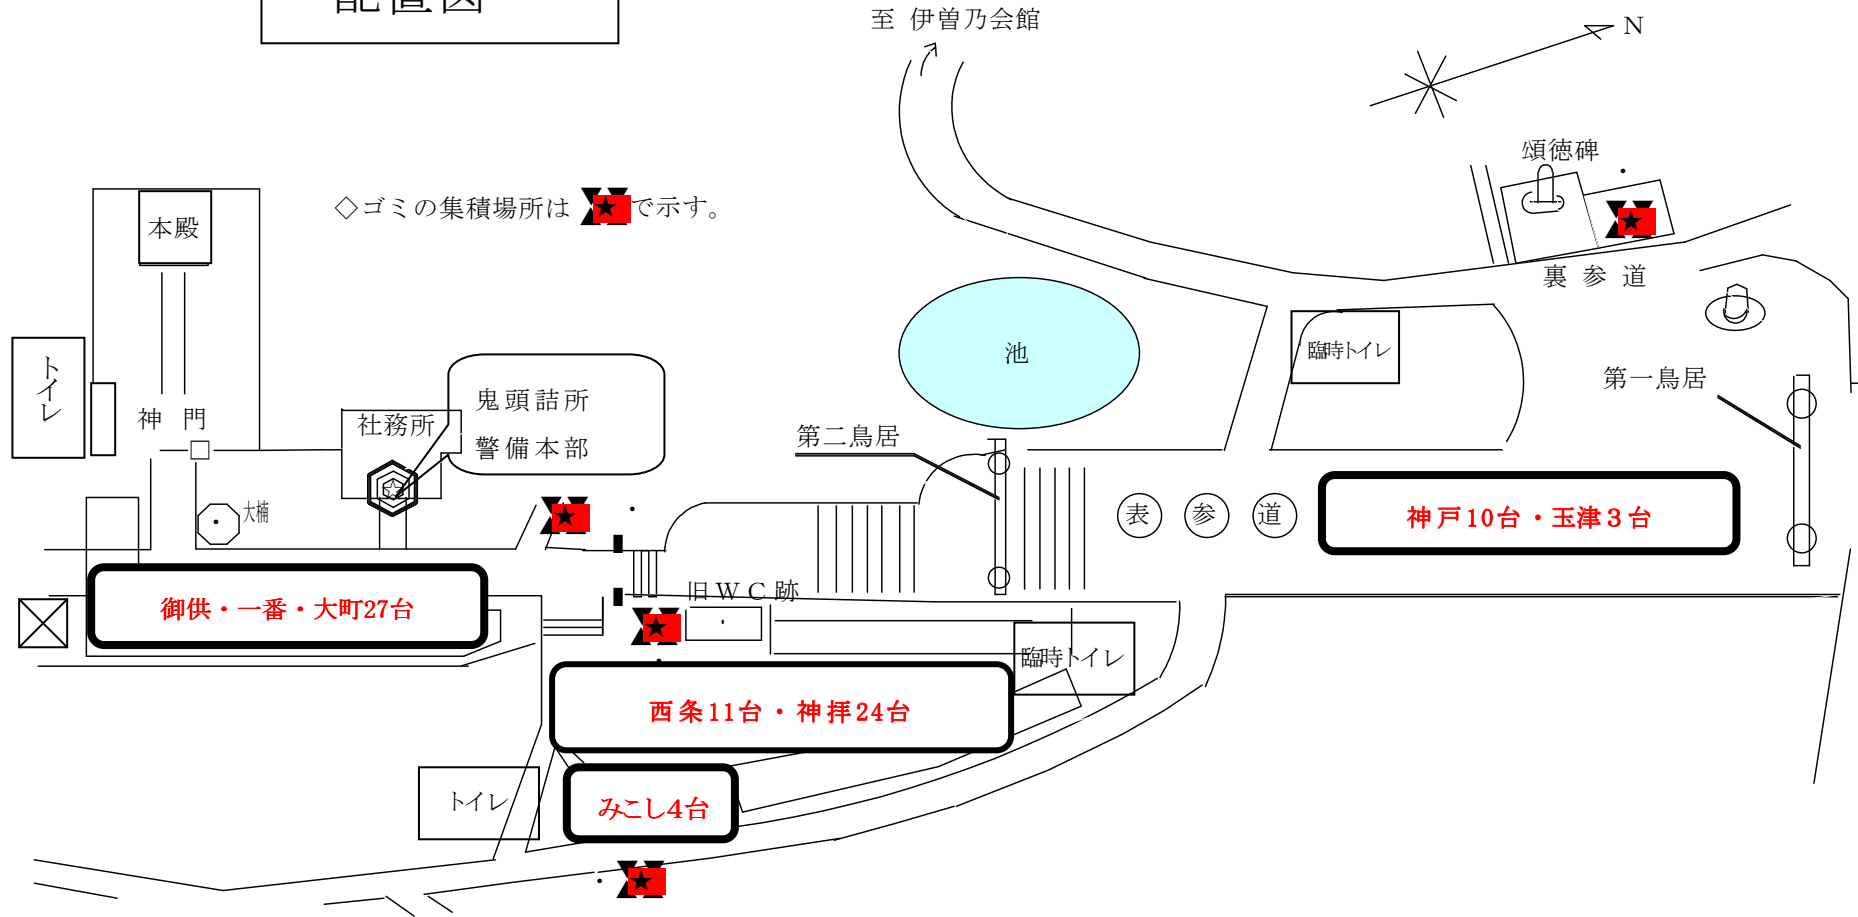 配置図
至 伊曽乃会館
N
頌徳碑
◇ゴミの集積場所は★で示す。
本殿
裏参道
トイレ
池
臨時トイレ
第一鳥居
鬼頭詰所
警備本部
神門
社務所
第二鳥居
大楠
表参道
神戸10台・玉津3台
御供・一番・大町27台
旧WC跡
臨時トイレ
西条11台・神拝24台
トイレ
みこし4台